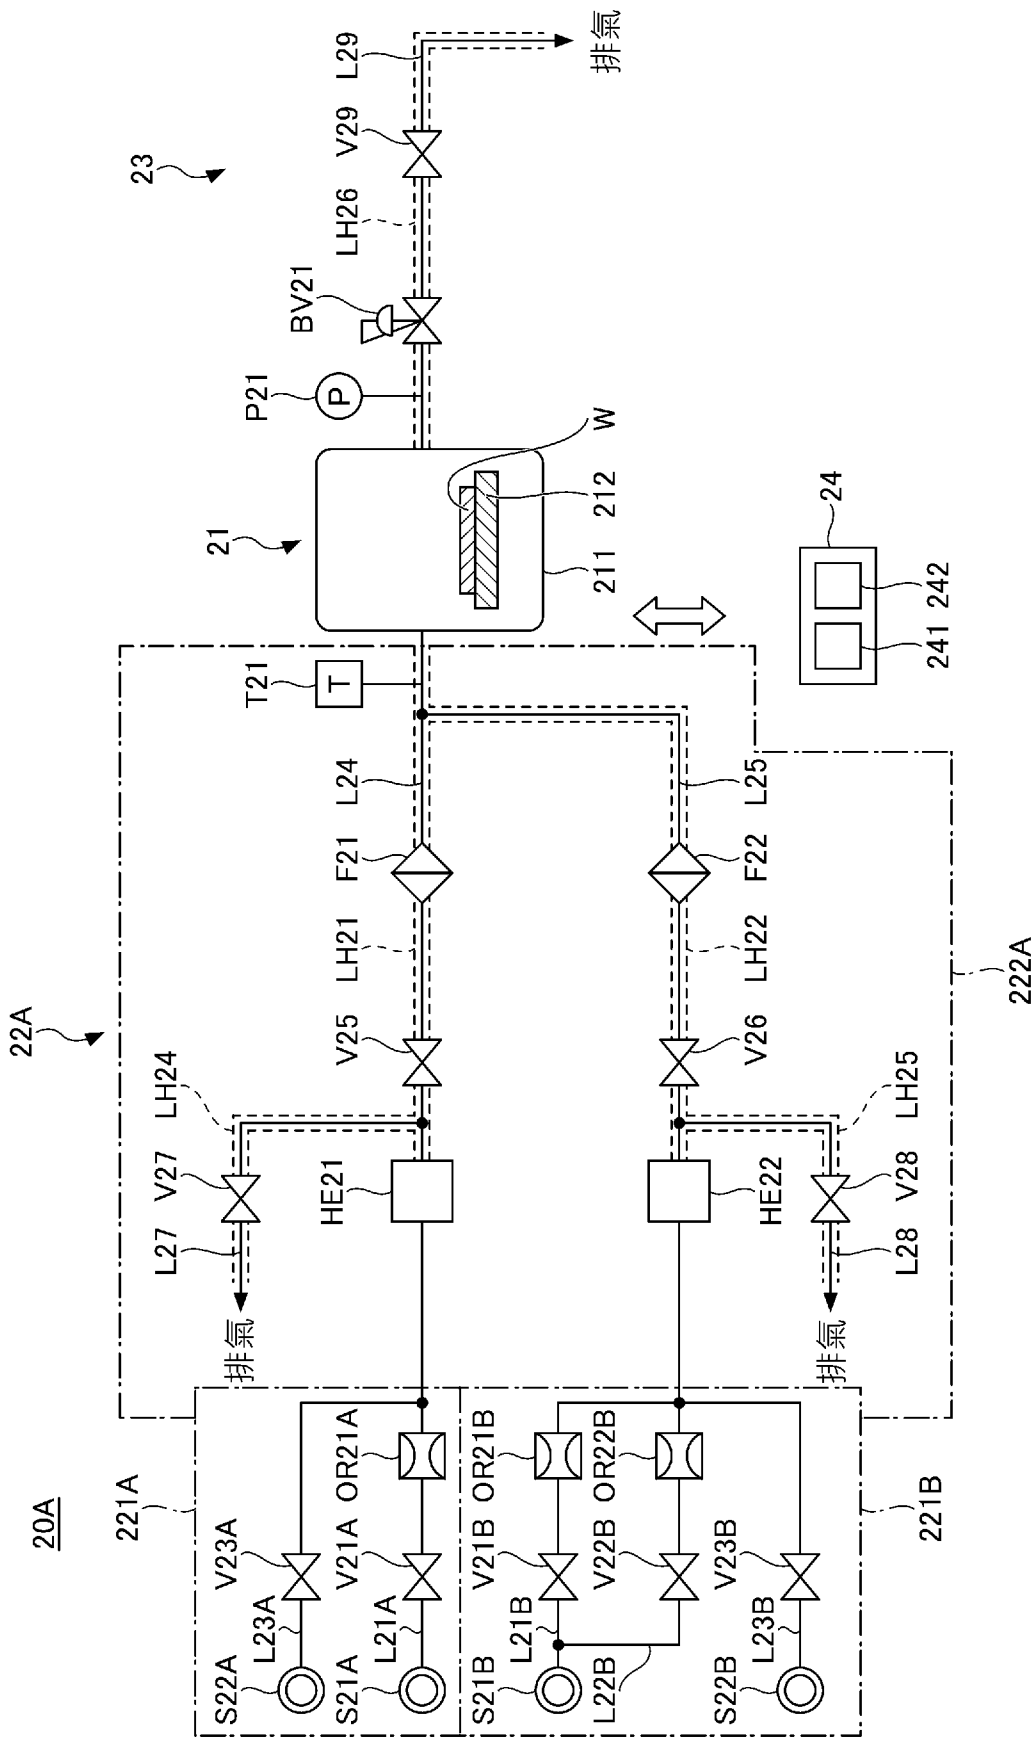 20A
22A
23
221A
S22A
L23A
V23A
S21A
L21A
V21A
OR21A
排氣
L27
V27
LH24
HE21
V25
LH21
F21
L24
T21
T
21
P21
P
BV21
LH26
V29
L29
排氣
W
212
211
S21B
L21B
V21B
OR21B
L22B
V22B
OR22B
S22B
L23B
V23B
221B
HE22
V26
LH22
F22
L25
排氣
L28
V28
LH25
222A
24
241
242